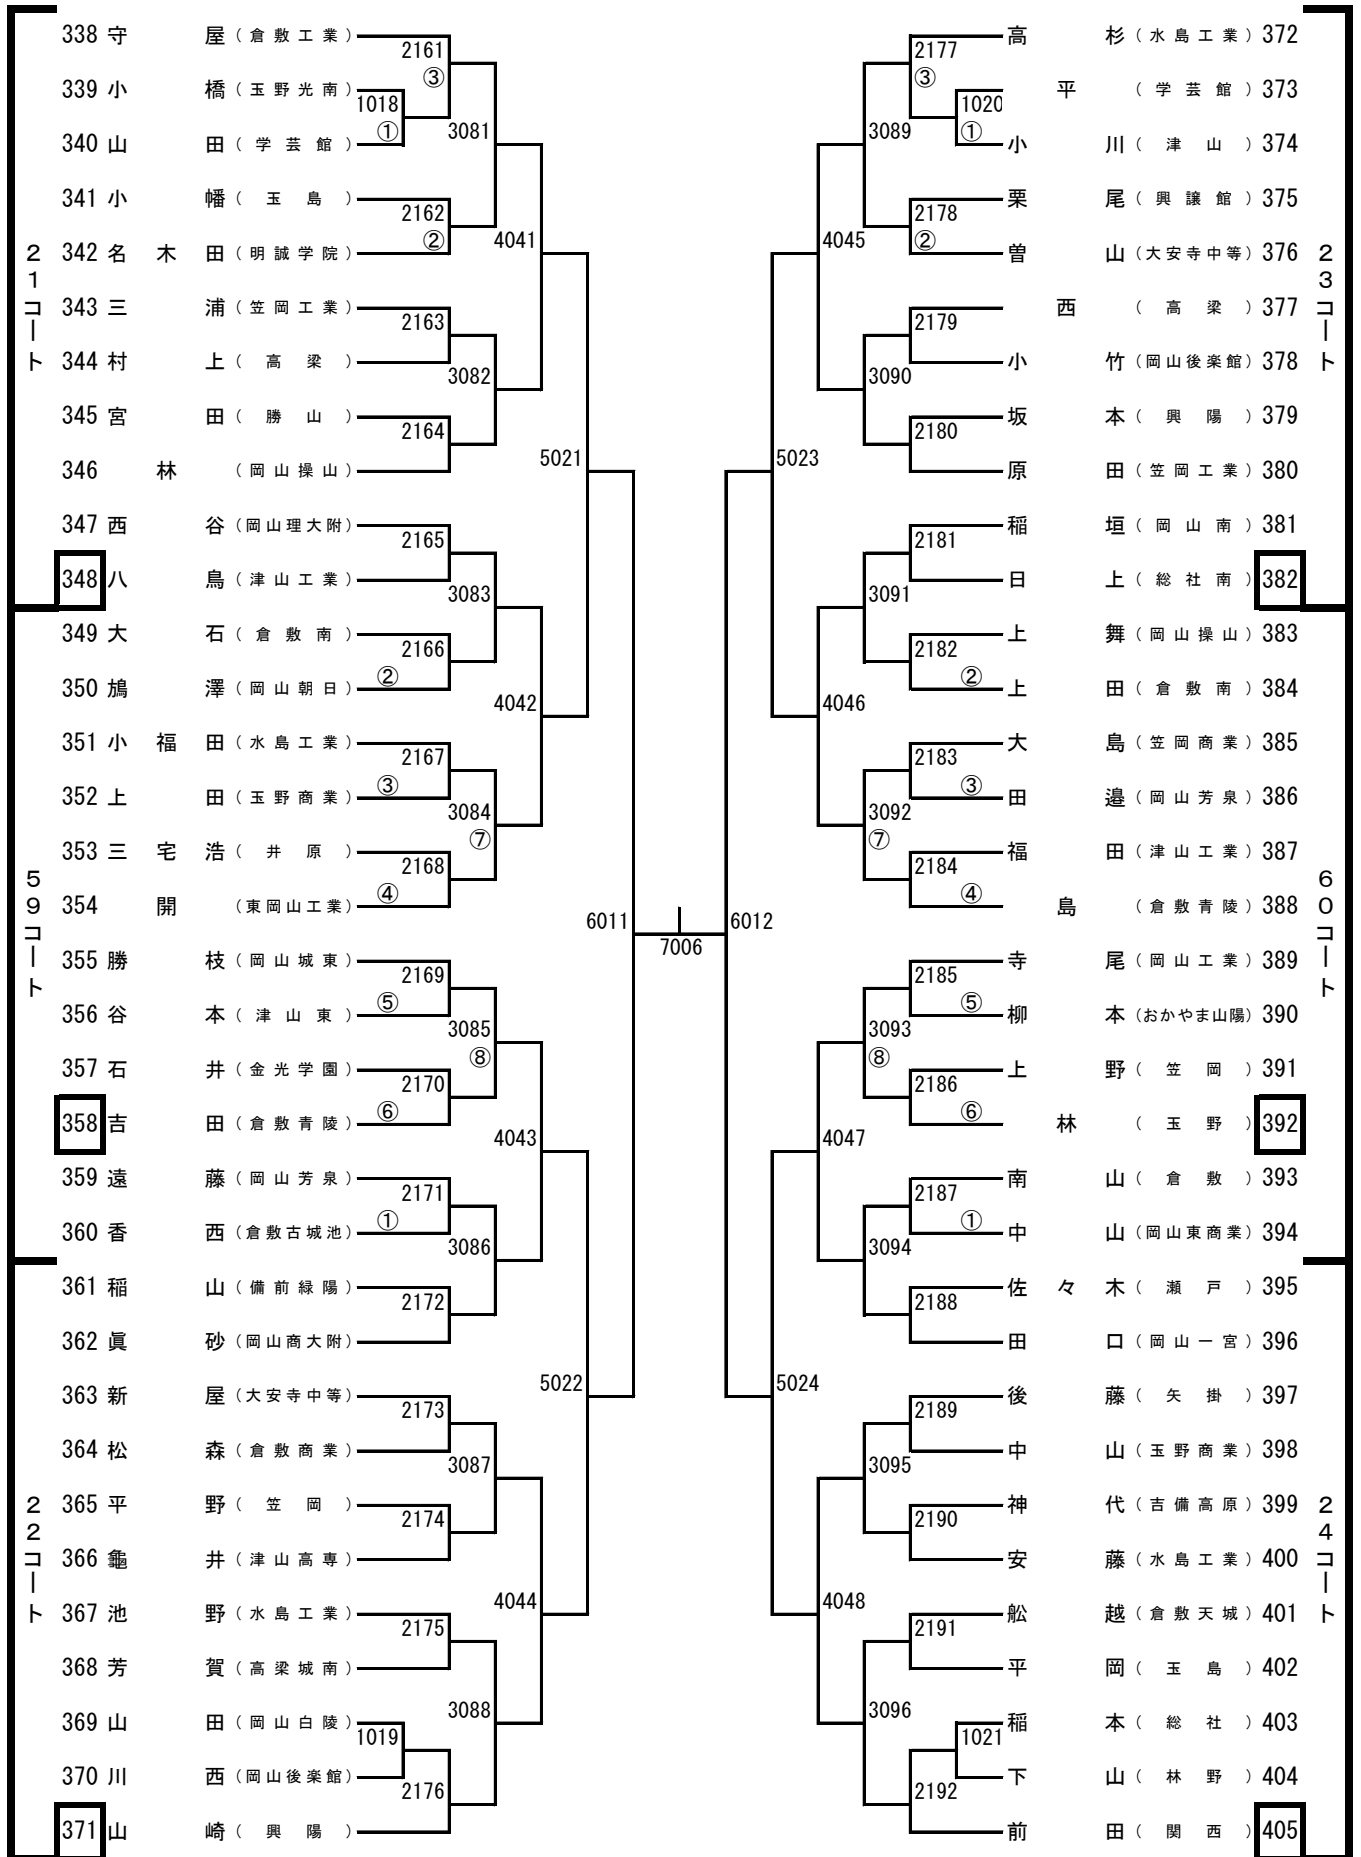 21コート
338 守屋 (倉敷工業)
339 小橋 (玉野光南)
340 山田 (学芸館)
341 小幡 (玉島)
342 名木田 (明誠学院)
343 三浦 (笠岡工業)
344 村上 (高梁)
345 宮田 (勝山)
346 林 (岡山操山)
347 西谷 (岡山理大附)
348 八鳥 (津山工業)
59コート
349 大石 (倉敷南)
350 鳩澤 (岡山朝日)
351 小福田 (水島工業)
352 上田 (玉野商業)
353 三宅浩 (井原)
354 開 (東岡山工業)
355 勝枝 (岡山城東)
356 谷本 (津山東)
357 石井 (金光学園)
358 吉田 (倉敷青陵)
359 遠藤 (岡山芳泉)
360 香西 (倉敷古城池)
22コート
361 稲山 (備前緑陽)
362 眞砂 (岡山商大附)
363 新屋 (大安寺中等)
364 松森 (倉敷商業)
365 平野 (笠岡)
366 龜井 (津山高専)
367 池野 (水島工業)
368 芳賀 (高梁城南)
369 山田 (岡山白陵)
370 川西 (岡山後楽館)
371 山崎 (興陽)
1018 ①
1019
2161 ③
2162 ②
2163
2164
2165
2166 ②
2167 ③
2168 ④
2169 ⑤
2170 ⑥
2171 ①
2172
2173
2174
2175
2176
3081
3082
3083
3084 ⑦
3085 ⑧
3086
3087
3088
4041
4042
4043
4044
5021
5022
6011
7006
6012
5023
5024
4045
4046
4047
4048
3089
3090
3091
3092 ⑦
3093 ⑧
3094
3095
3096
2177 ③
2178 ②
2179
2180
2181
2182 ②
2183 ③
2184 ④
2185 ⑤
2186 ⑥
2187 ①
2188
2189
2190
2191
2192
1020 ①
1021
23コート
高杉 (水島工業) 372
平 (学芸館) 373
小川 (津山) 374
栗尾 (興譲館) 375
曽山 (大安寺中等) 376
西 (高梁) 377
小竹 (岡山後楽館) 378
坂本 (興陽) 379
原田 (笠岡工業) 380
稲垣 (岡山南) 381
日上 (総社南) 382
60コート
上舞 (岡山操山) 383
上田 (倉敷南) 384
大島 (笠岡商業) 385
田邉 (岡山芳泉) 386
福田 (津山工業) 387
島 (倉敷青陵) 388
寺尾 (岡山工業) 389
柳本 (おかやま山陽) 390
上野 (笠岡) 391
林 (玉野) 392
南山 (倉敷) 393
中山 (岡山東商業) 394
24コート
佐々木 (瀬戸) 395
田口 (岡山一宮) 396
後藤 (矢掛) 397
中山 (玉野商業) 398
神代 (吉備高原) 399
安藤 (水島工業) 400
舩越 (倉敷天城) 401
平岡 (玉島) 402
稲本 (総社) 403
下山 (林野) 404
前田 (関西) 405